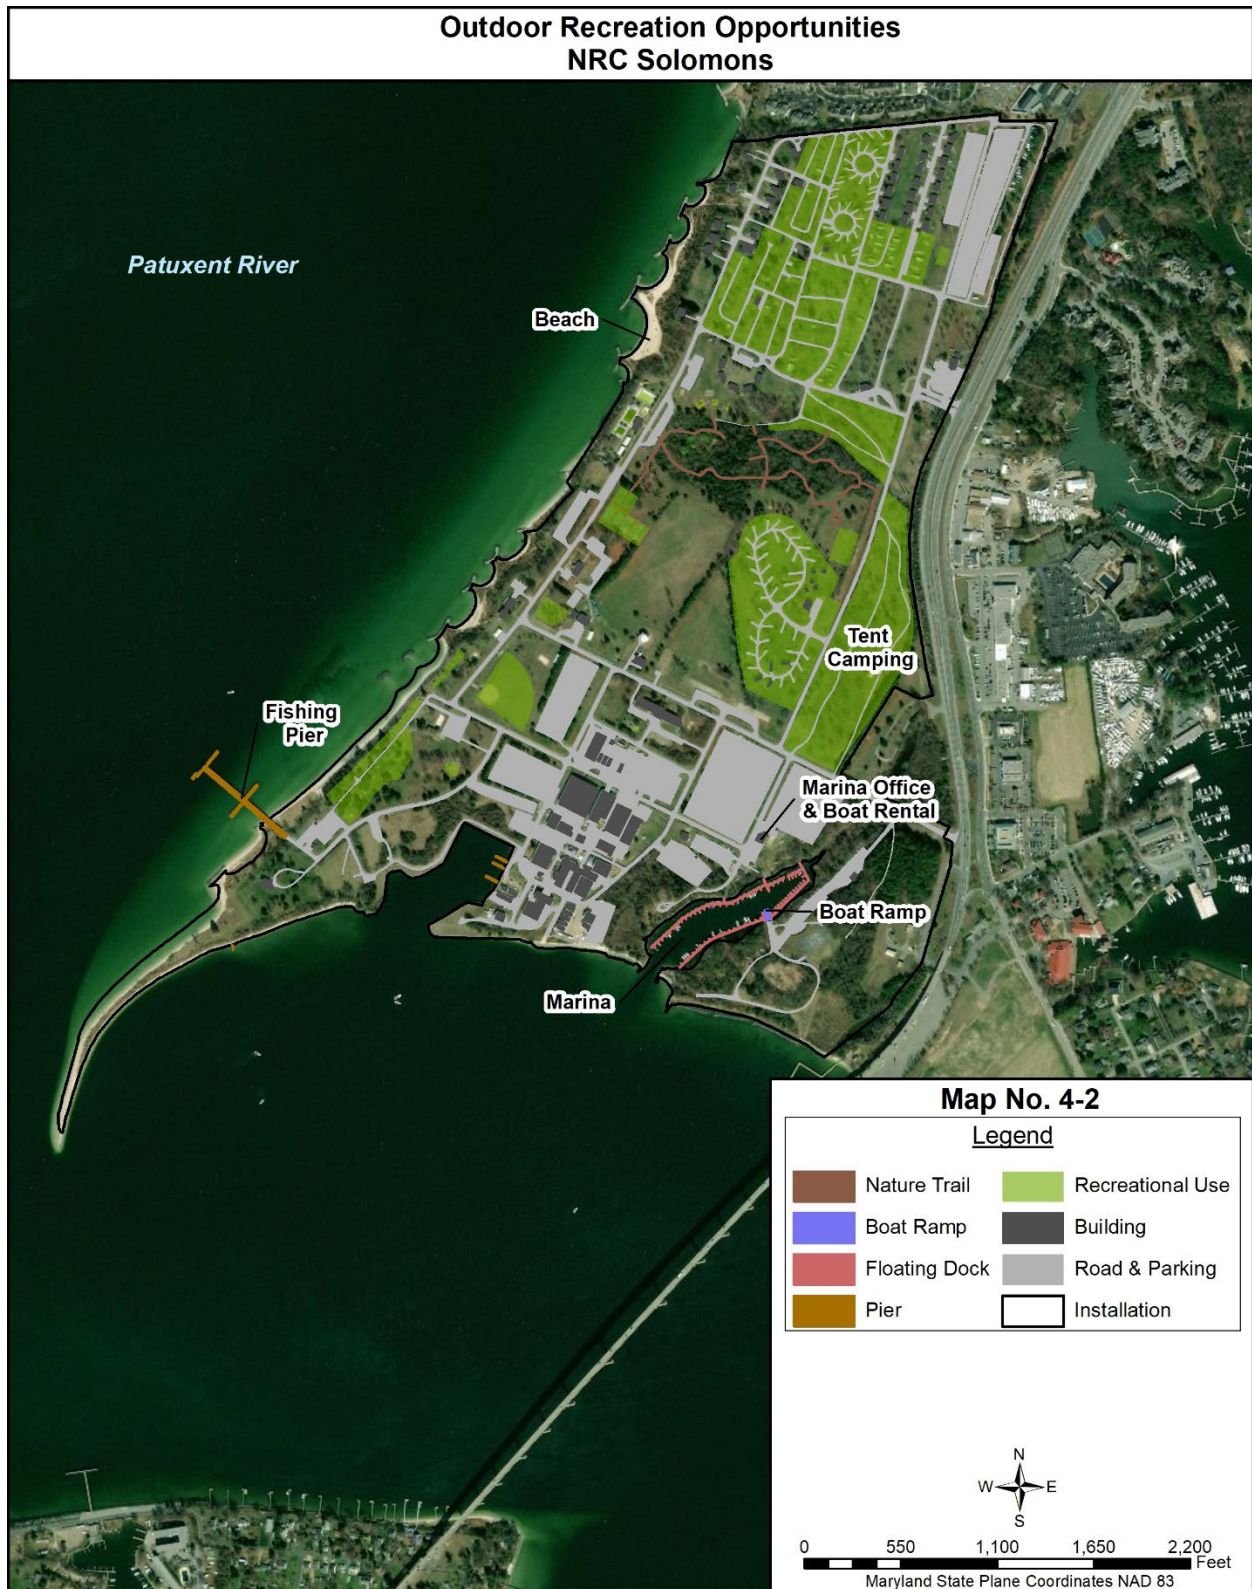 Outdoor Recreation Opportunities
NRC Solomons
Patuxent River
Beach
Tent
Camping
Fishing
Pier
Marina Office
& Boat Rental
Boat Ramp
Marina
Map No. 4-2
Legend
Nature Trail
Recreational Use
Boat Ramp
Building
Floating Dock
Road & Parking
Pier
Installation
N
W E
S
0 550 1,100 1,650 2,200
Feet
Maryland State Plane Coordinates NAD 83